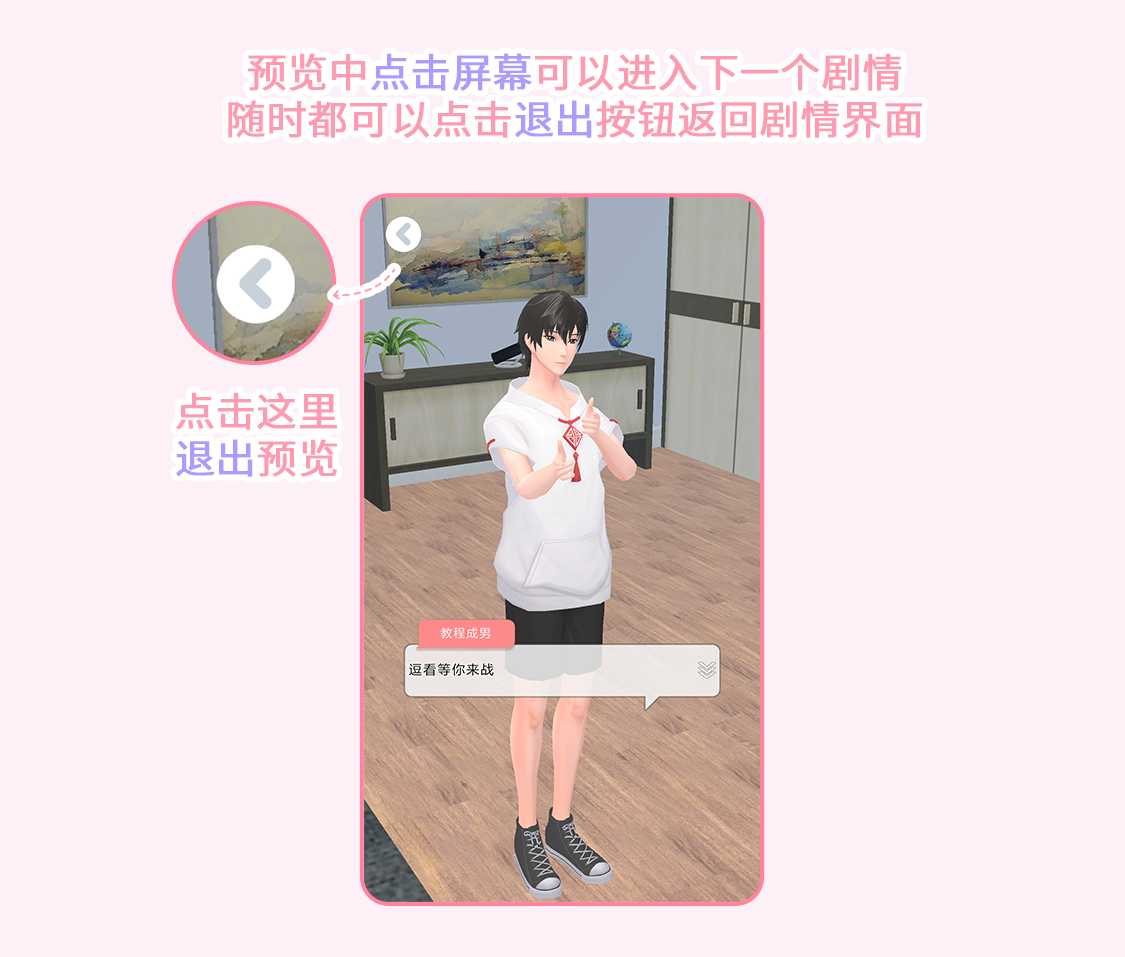 预览中点击屏幕可以进入下一个剧情
随时都可以点击退出按钮返回剧情界面
点击这里
退出预览
教程成男
逗看等你来战